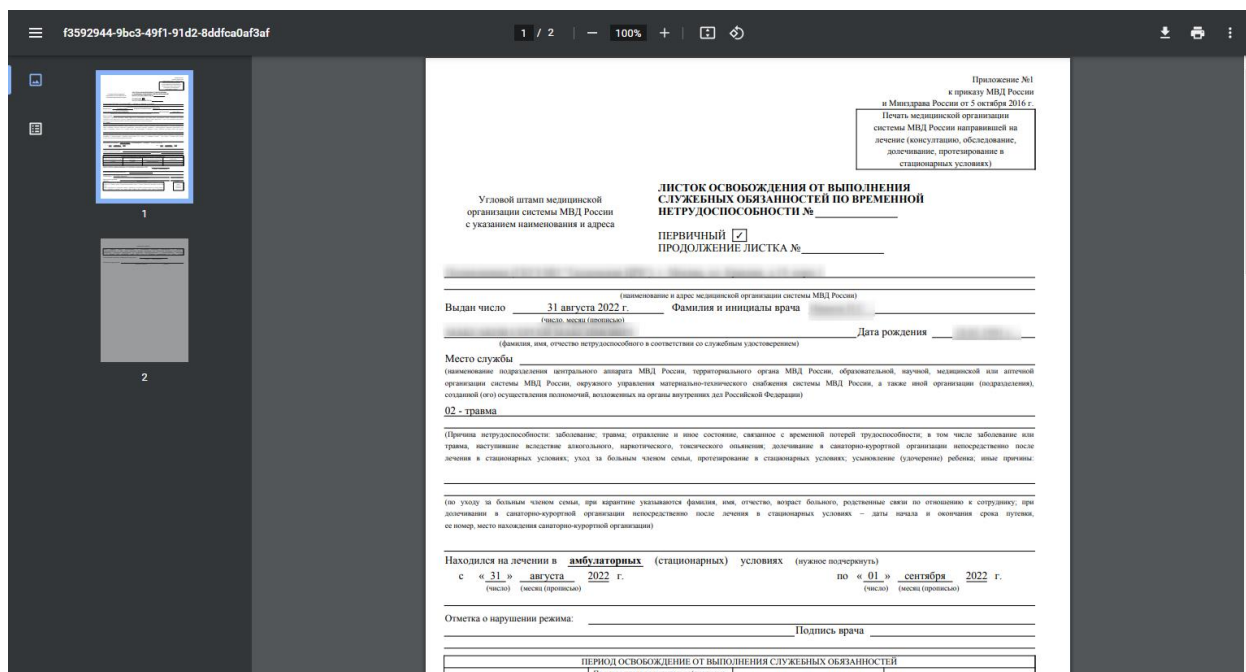 f3592944-9bc3-49f1-91d2-8ddfca0af3af
1 / 2
100%
1
2
Приложение №1
к приказу МВД России
и Минздрава России от 5 октября 2016 г.
Печать медицинской организации
системы МВД России направившей на
лечение (консультацию, обследование,
долечивание, протезирование в
стационарных условиях)
Угловой штамп медицинской
организации системы МВД России
с указанием наименования и адреса
ЛИСТОК ОСВОБОЖДЕНИЯ ОТ ВЫПОЛНЕНИЯ
СЛУЖЕБНЫХ ОБЯЗАННОСТЕЙ ПО ВРЕМЕННОЙ
НЕТРУДОСПОСОБНОСТИ №
ПЕРВИЧНЫЙ ✓
ПРОДОЛЖЕНИЕ ЛИСТКА №
(наименование и адрес медицинской организации системы МВД России)
Выдан число 31 августа 2022 г. Фамилия и инициалы врача
(число, месяц (прописью)
Дата рождения
(фамилия, имя, отчество нетрудоспособного в соответствии со служебным удостоверением)
Место службы
(наименование подразделения центрального аппарата МВД России, территориального органа МВД России, образовательной, научной, медицинской или аптечной
организации системы МВД России, окружного управления материально-технического снабжения системы МВД России, а также иной организации (подразделения),
созданной (ого) осуществления полномочий, возложенных на органы внутренних дел Российской Федерации)
02 - травма
(Причина нетрудоспособности: заболевание; травма; отравление и иное состояние, связанное с временной потерей трудоспособности; в том числе заболевание или
травма, наступившие вследствие алкогольного, наркотического, токсического опьянения; долечивание в санаторно-курортной организации непосредственно после
лечения в стационарных условиях; уход за больным членом семьи, протезирование в стационарных условиях; усыновление (удочерение) ребенка; иные причины:
(по уходу за больным членом семьи, при карантине указываются фамилия, имя, отчество, возраст больного, родственные связи по отношению к сотруднику; при
долечивании в санаторно-курортной организации непосредственно после лечения в стационарных условиях – даты начала и окончания срока путевки,
ее номер, место нахождения санаторно-курортной организации)
Находился на лечении в амбулаторных (стационарных) условиях (нужное подчеркнуть)
с « 31 » августа 2022 г. по « 01 » сентября 2022 г.
(число) (месяц (прописью) (число) (месяц (прописью)
Отметка о нарушении режима:
Подпись врача
ПЕРИОД ОСВОБОЖДЕНИЕ ОТ ВЫПОЛНЕНИЯ СЛУЖЕБНЫХ ОБЯЗАННОСТЕЙ